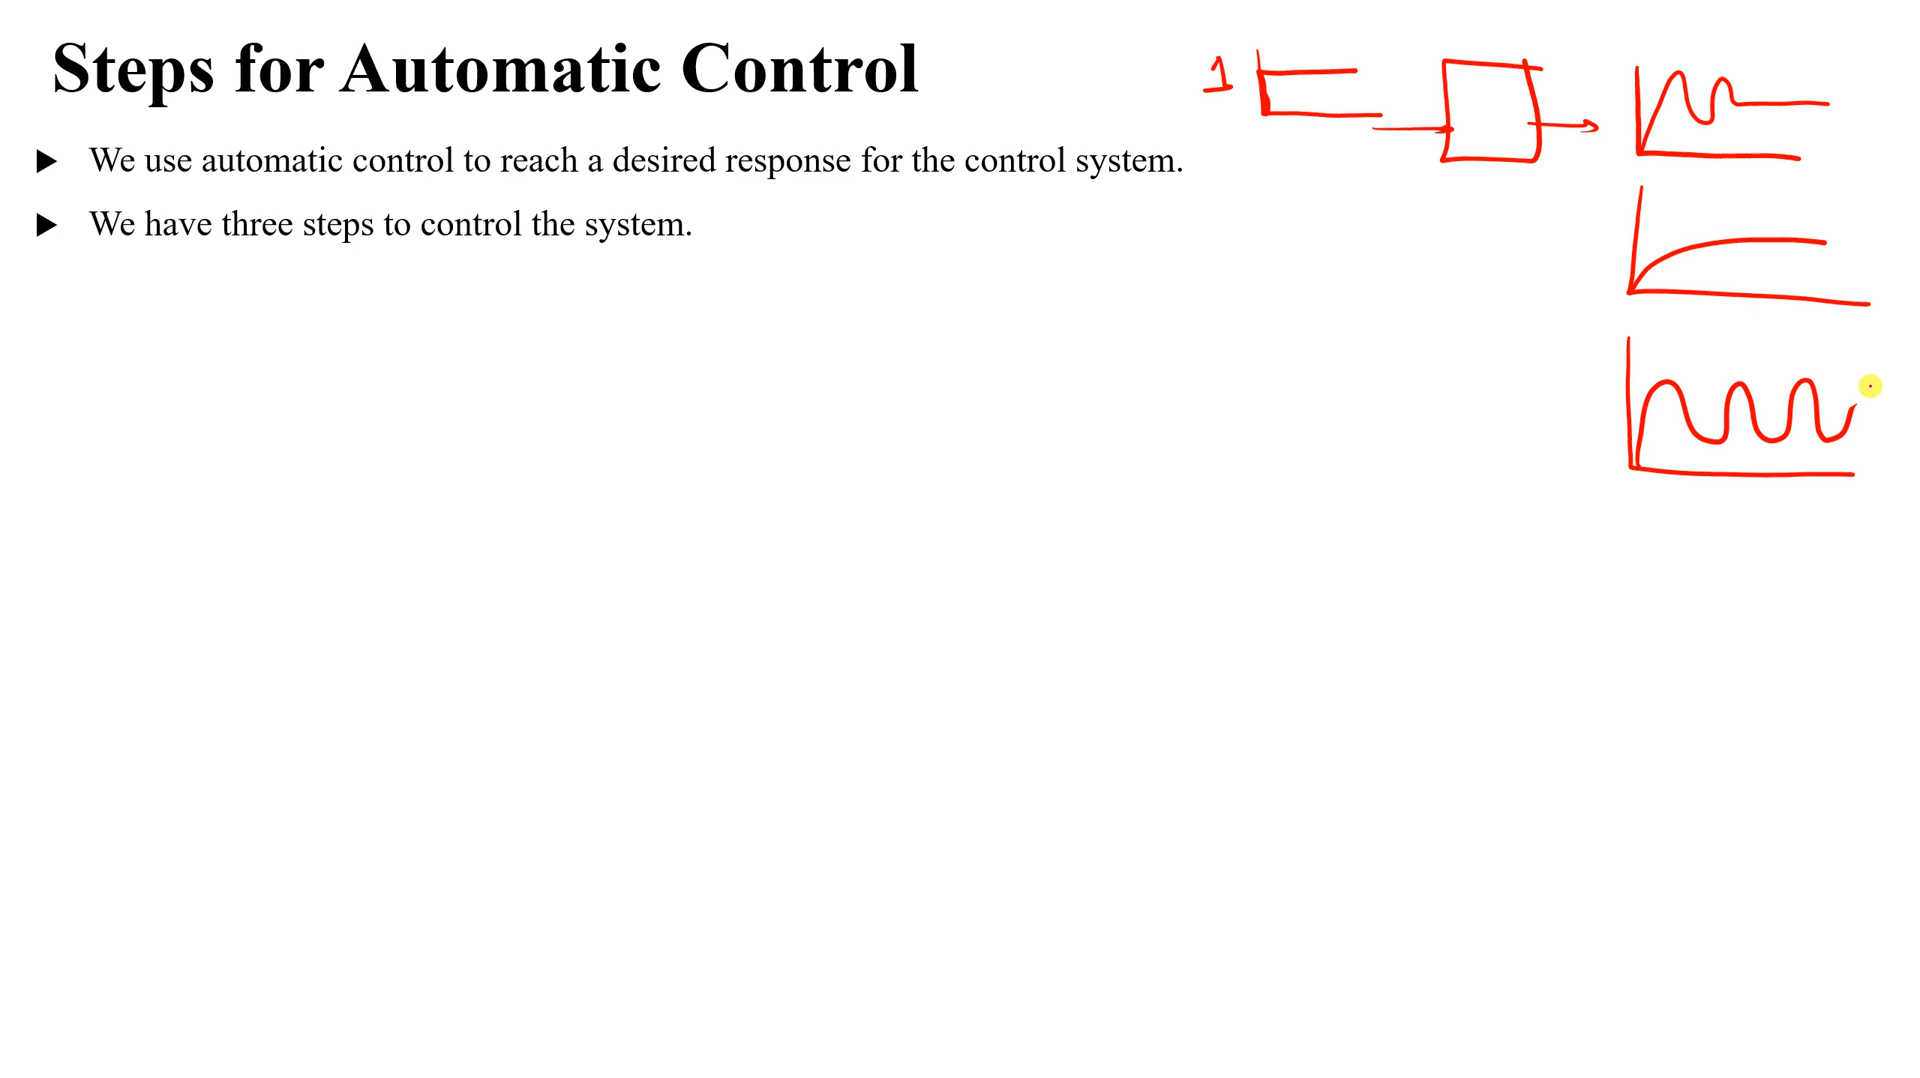 Steps for Automatic Control
1
We use automatic control to reach a desired response for the control system.
We have three steps to control the system.